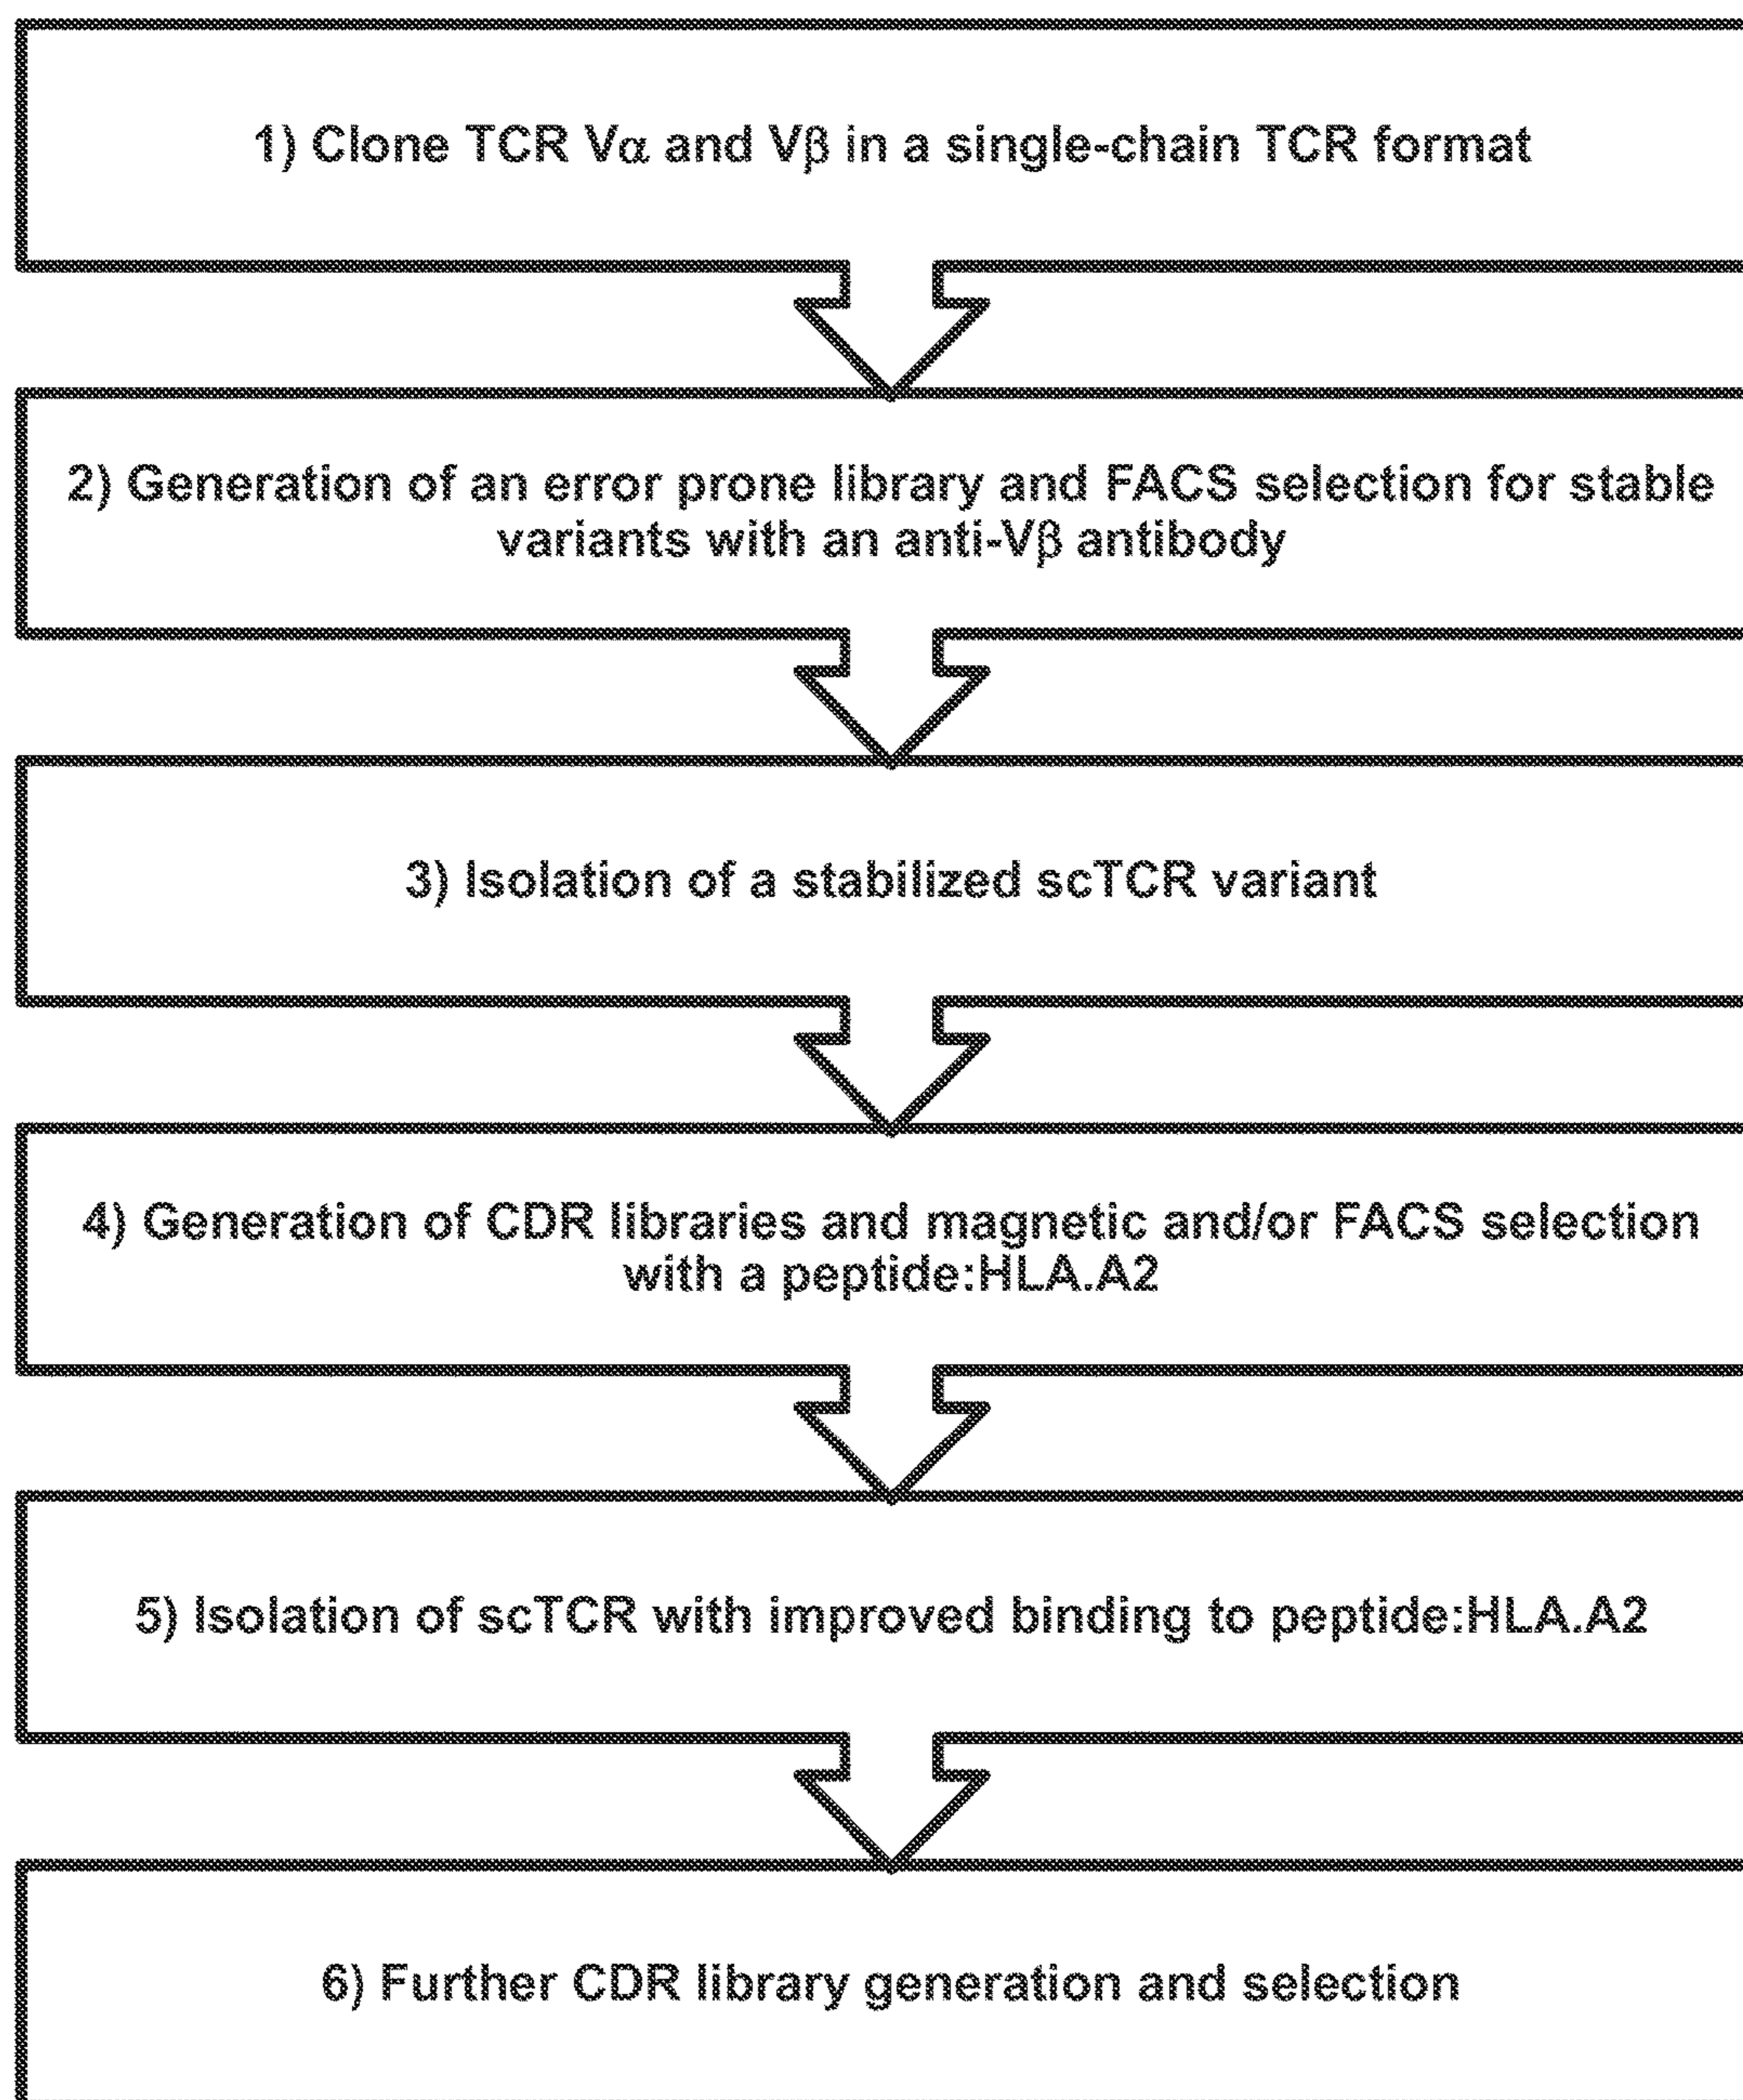 1) Clone TCR Vα and Vβ in a single-chain TCR format
2) Generation of an error prone library and FACS selection for stable
variants with an anti-Vβ antibody
3) Isolation of a stabilized scTCR variant
4) Generation of CDR libraries and magnetic and/or FACS selection
with a peptide:HLA.A2
5) Isolation of scTCR with improved binding to peptide:HLA.A2
6) Further CDR library generation and selection